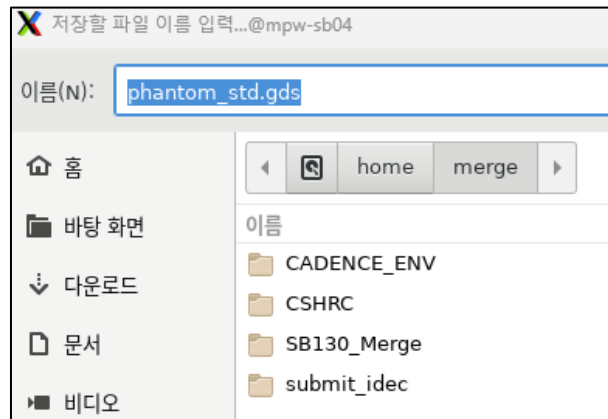 저장할 파일 이름 입력...@mpw-sb04
이름(N): phantom_std.gds
홈
바탕 화면
다운로드
문서
비디오
home merge
이름
CADENCE_ENV
CSHRC
SB130_Merge
submit_idec